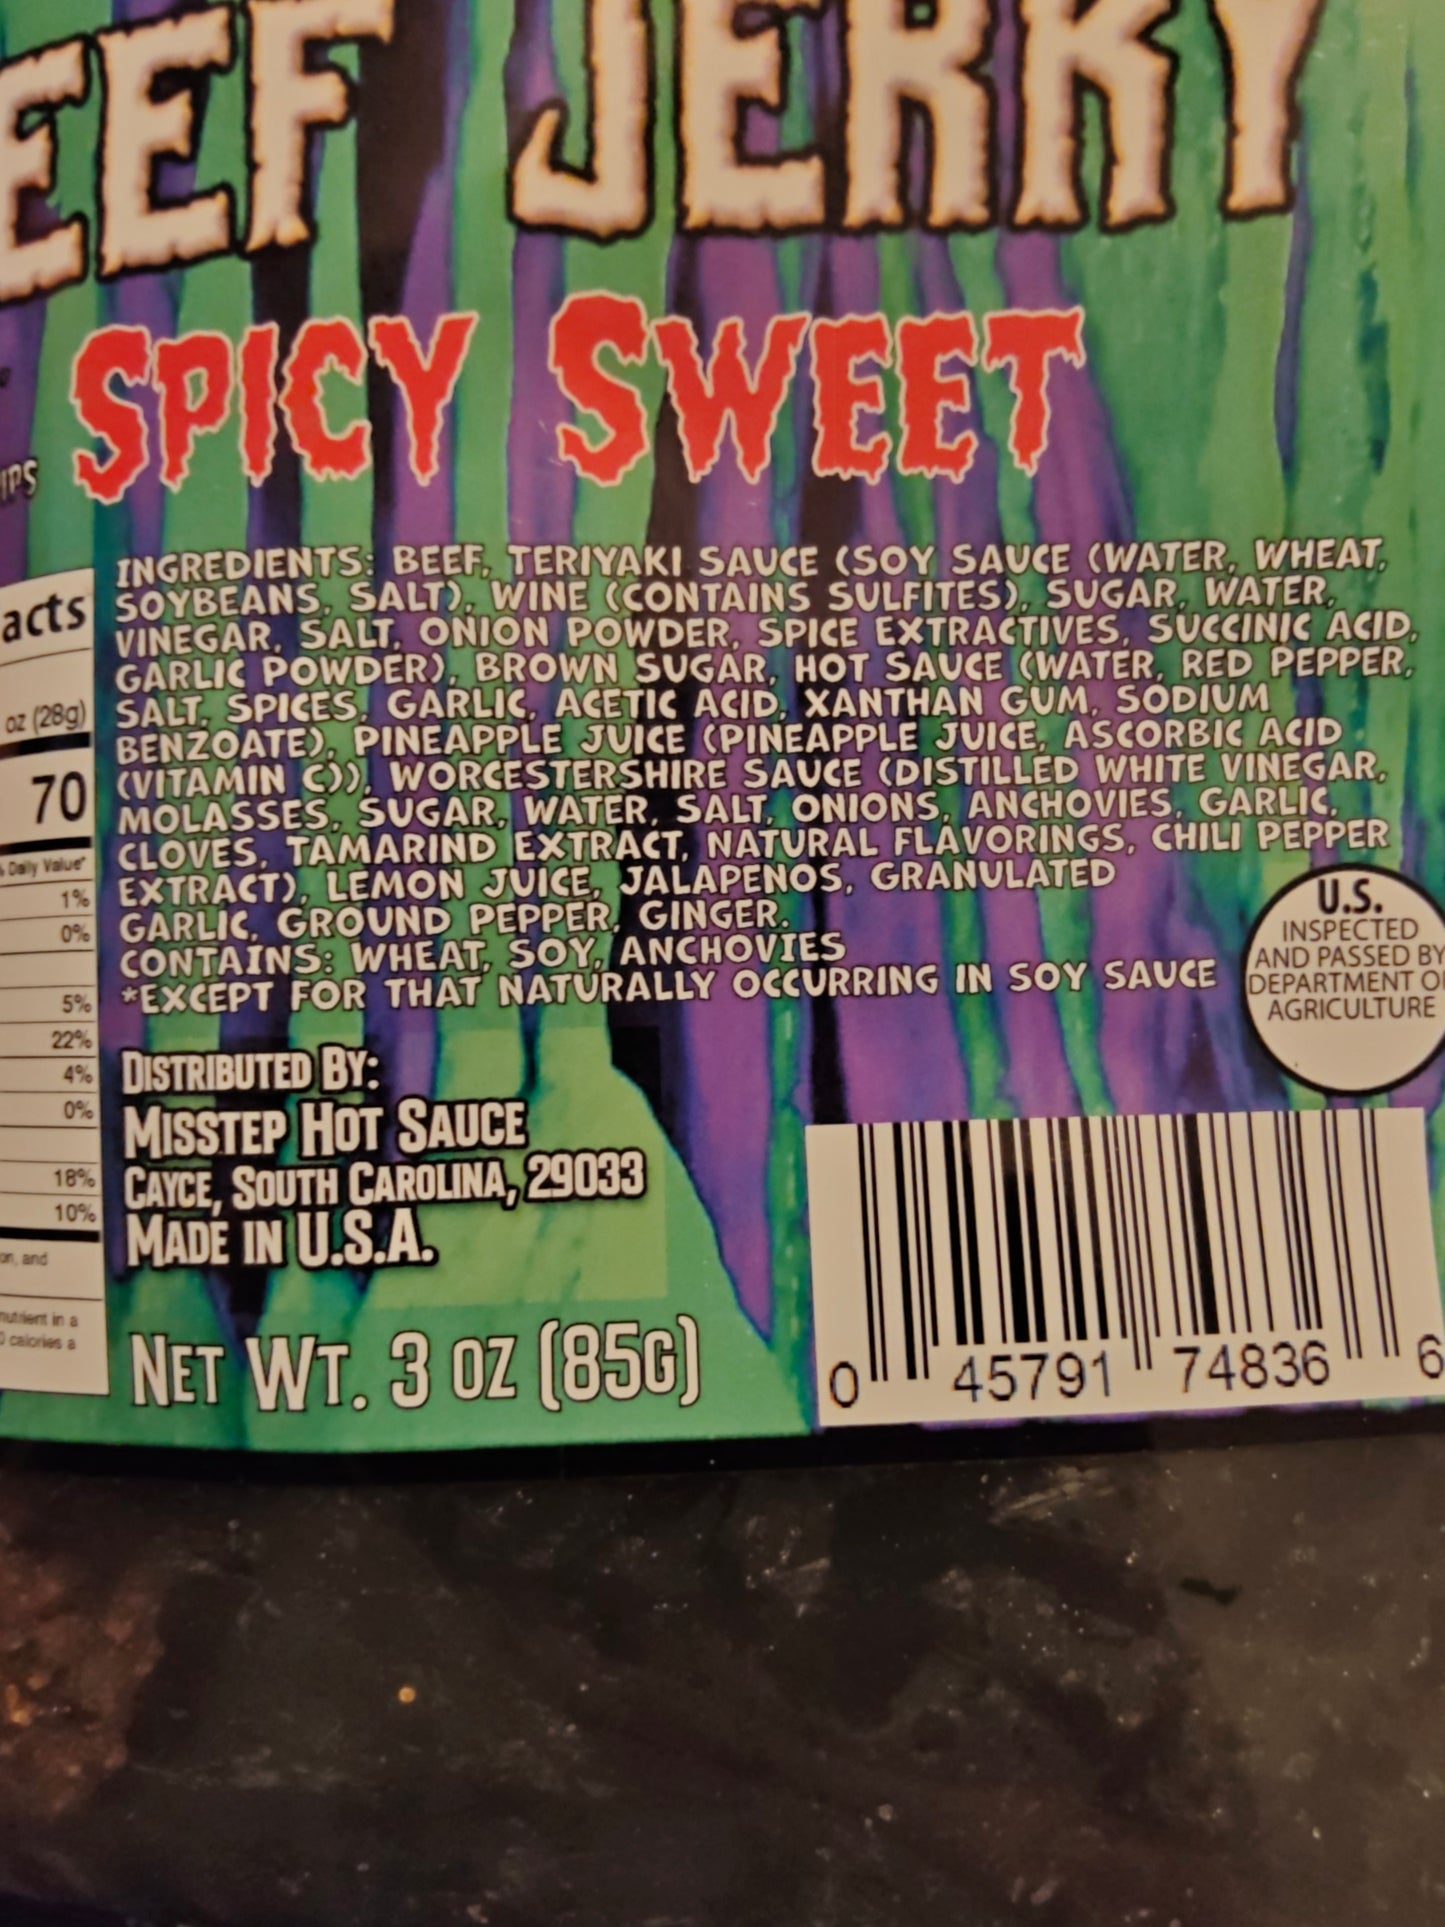 EEF JERKY
SPICY SWEET
IPS
INGREDIENTS: BEEF, TERIYAKI SAUCE (SOY SAUCE (WATER, WHEAT,
SOYBEANS, SALT), WINE (CONTAINS SULFITES), SUGAR, WATER,
VINEGAR, SALT, ONION POWDER, SPICE EXTRACTIVES, SUCCINIC ACID,
GARLIC POWDER), BROWN SUGAR, HOT SAUCE (WATER, RED PEPPER,
SALT, SPICES, GARLIC, ACETIC ACID, XANTHAN GUM, SODIUM
BENZOATE), PINEAPPLE JUICE (PINEAPPLE JUICE, ASCORBIC ACID
(VITAMIN C)), WORCESTERSHIRE SAUCE (DISTILLED WHITE VINEGAR,
MOLASSES, SUGAR, WATER, SALT, ONIONS, ANCHOVIES, GARLIC,
CLOVES, TAMARIND EXTRACT, NATURAL FLAVORINGS, CHILI PEPPER
EXTRACT), LEMON JUICE, JALAPENOS, GRANULATED
GARLIC, GROUND PEPPER, GINGER.
CONTAINS: WHEAT, SOY, ANCHOVIES
*EXCEPT FOR THAT NATURALLY OCCURRING IN SOY SAUCE
acts
oz (28g)
70
% Daily Value*
1%
0%
5%
22%
4%
0%
18%
10%
on, and
nutrient in a
0 calories a
U.S.
INSPECTED
AND PASSED BY
DEPARTMENT OF
AGRICULTURE
DISTRIBUTED BY:
MISSTEP HOT SAUCE
CAYCE, SOUTH CAROLINA, 29033
MADE IN U.S.A.
NET WT. 3 OZ (85G)
0 45791 74836 6